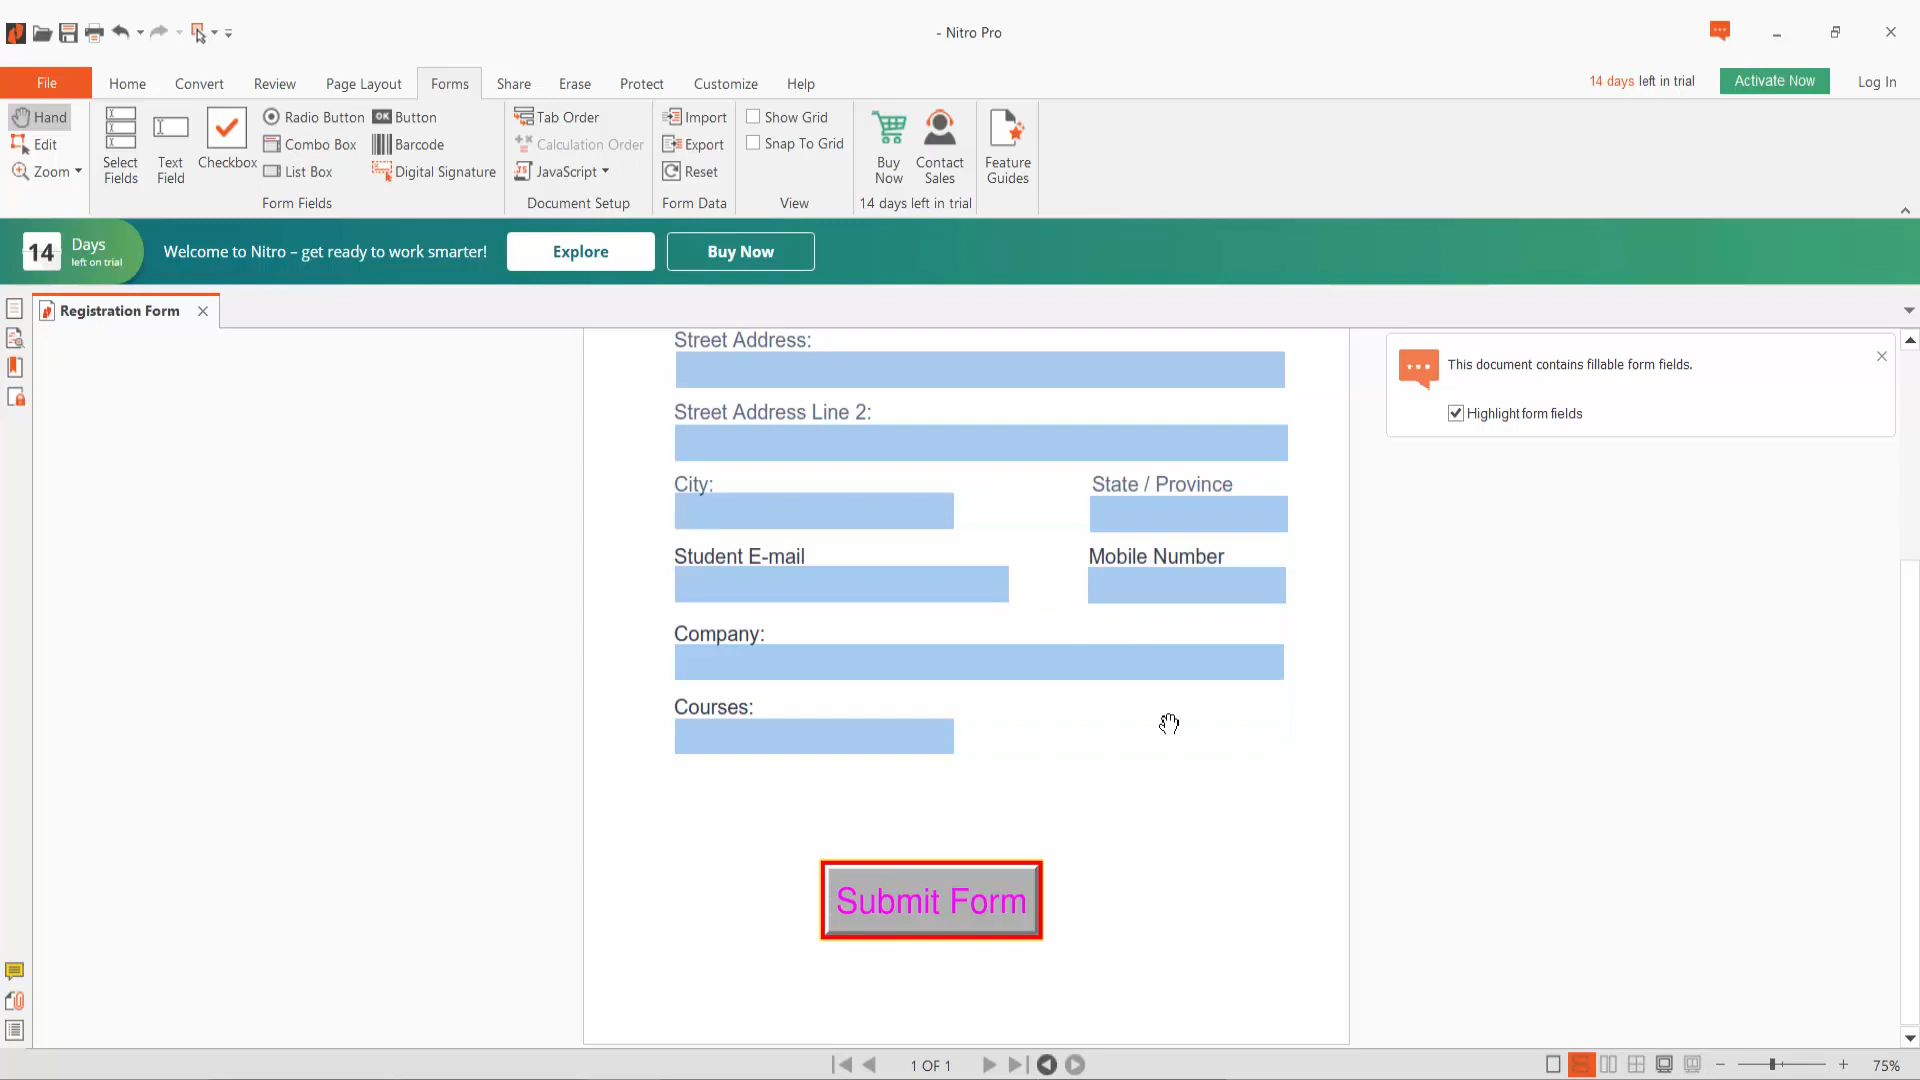 - Nitro Pro
File
Home
Convert
Review
Page Layout
Forms
Share
Erase
Protect
Customize
Help
14 days left in trial
Activate Now
Log In
Hand
Edit
Zoom
Select Fields
Text Field
Checkbox
Radio Button
Combo Box
List Box
OK Button
Barcode
Digital Signature
Form Fields
Tab Order
Calculation Order
JS JavaScript
Document Setup
Import
Export
Reset
Form Data
Show Grid
Snap To Grid
View
Buy Now
Contact Sales
14 days left in trial
Feature Guides
14 Days left on trial
Welcome to Nitro – get ready to work smarter!
Explore
Buy Now
Registration Form
Street Address:
Street Address Line 2:
City:
State / Province
Student E-mail
Mobile Number
Company:
Courses:
Submit Form
This document contains fillable form fields.
Highlight form fields
1 OF 1
75%